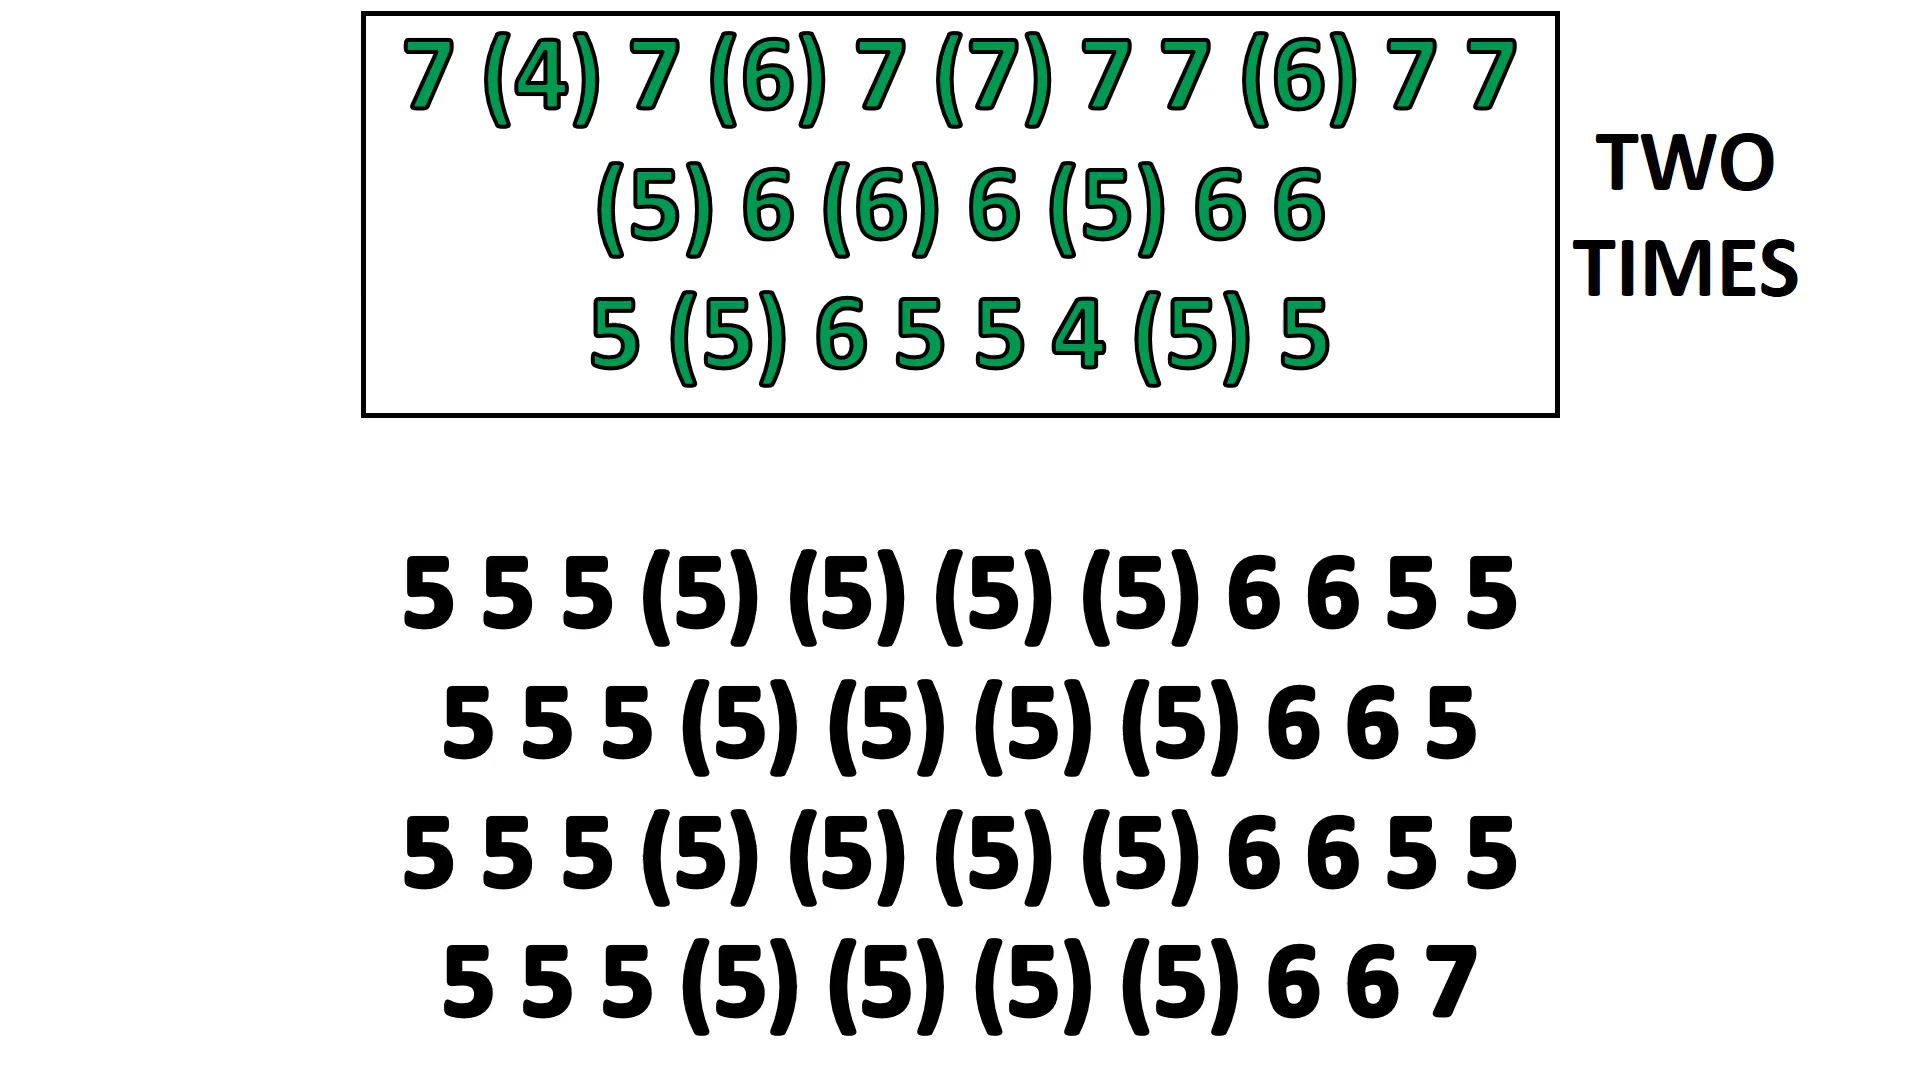 7 (4) 7 (6) 7 (7) 7 7 (6) 7 7
(5) 6 (6) 6 (5) 6 6
5 (5) 6 5 5 4 (5) 5
TWO
TIMES
5 5 5 (5) (5) (5) (5) 6 6 5 5
5 5 5 (5) (5) (5) (5) 6 6 5
5 5 5 (5) (5) (5) (5) 6 6 5 5
5 5 5 (5) (5) (5) (5) 6 6 7